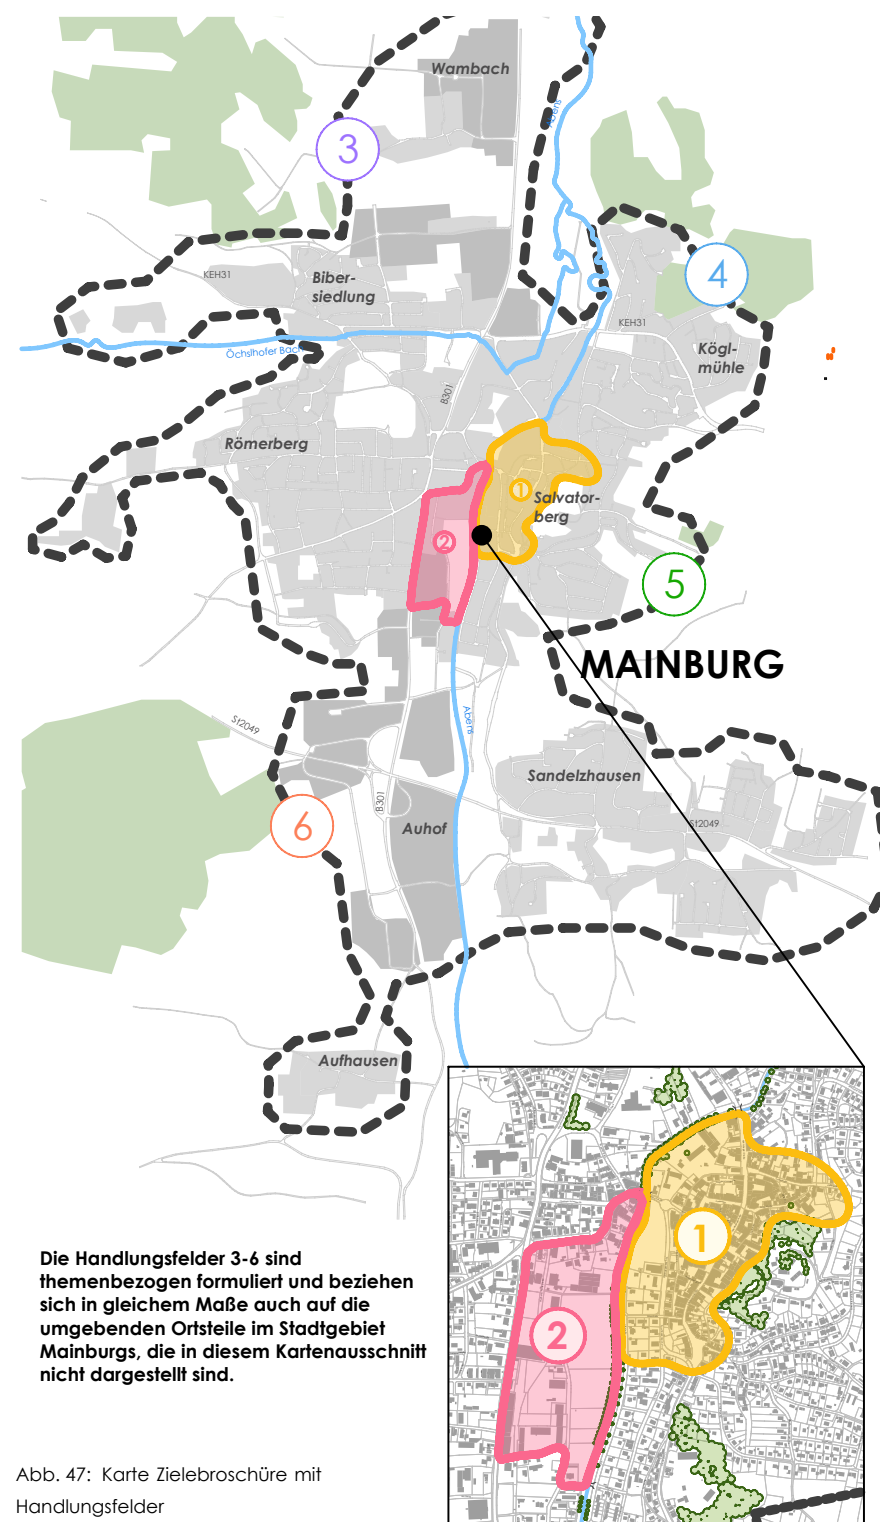 Wambach
Abens
3
4
KEH31
Biber-
siedlung
KEH31
Öchslhofer Bach
Kögl-
mühle
B301
Römerberg
1
Salvator-
berg
2
5
MAINBURG
Abens
St2049
Sandelzhausen
B301
6
Auhof
St2049
Aufhausen
1
2
Die Handlungsfelder 3-6 sind
themenbezogen formuliert und beziehen
sich in gleichem Maße auch auf die
umgebenden Ortsteile im Stadtgebiet
Mainburgs, die in diesem Kartenausschnitt
nicht dargestellt sind.
Abb. 47: Karte Zielebroschüre mit
Handlungsfelder